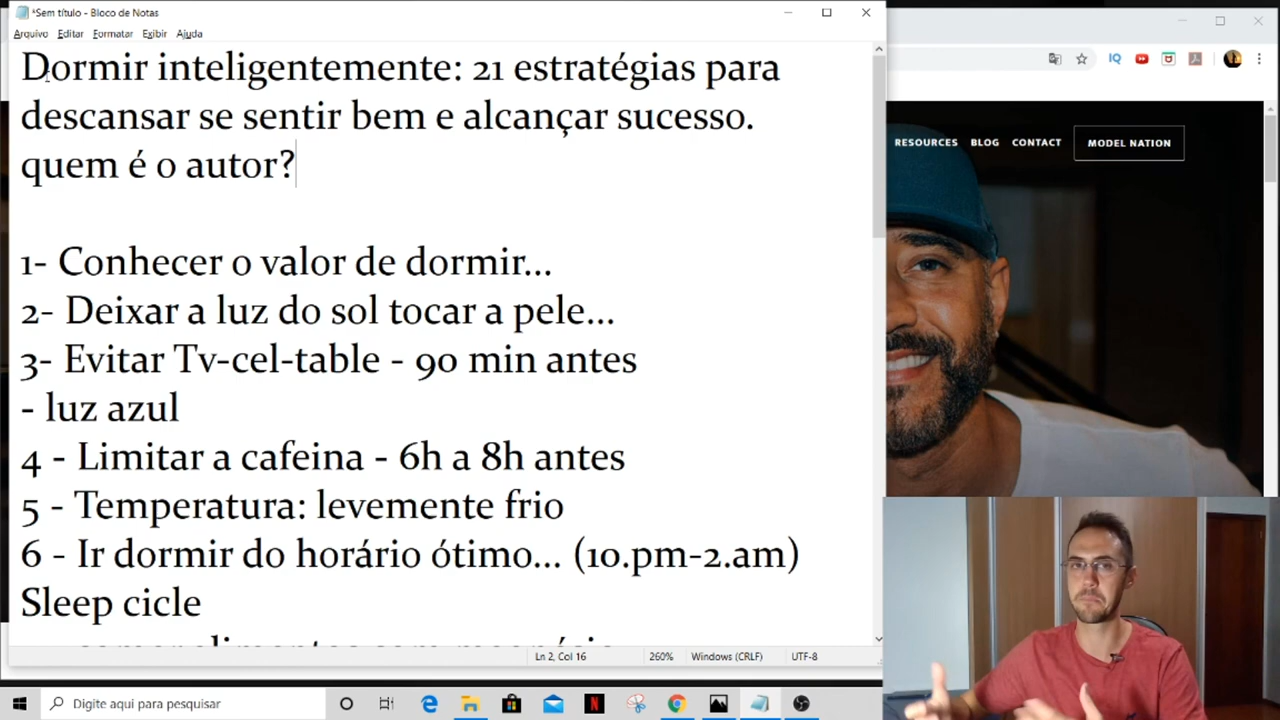 *Sem título - Bloco de Notas
Arquivo Editar Formatar Exibir Ajuda
Dormir inteligentemente: 21 estratégias para
descansar se sentir bem e alcançar sucesso.
quem é o autor?
1- Conhecer o valor de dormir...
2- Deixar a luz do sol tocar a pele...
3- Evitar Tv-cel-table - 90 min antes
- luz azul
4 - Limitar a cafeina - 6h a 8h antes
5 - Temperatura: levemente frio
6 - Ir dormir do horário ótimo... (10.pm-2.am)
Sleep cicle
Ln 2, Col 16 260% Windows (CRLF) UTF-8
IQ
RESOURCES BLOG CONTACT MODEL NATION
Digite aqui para pesquisar